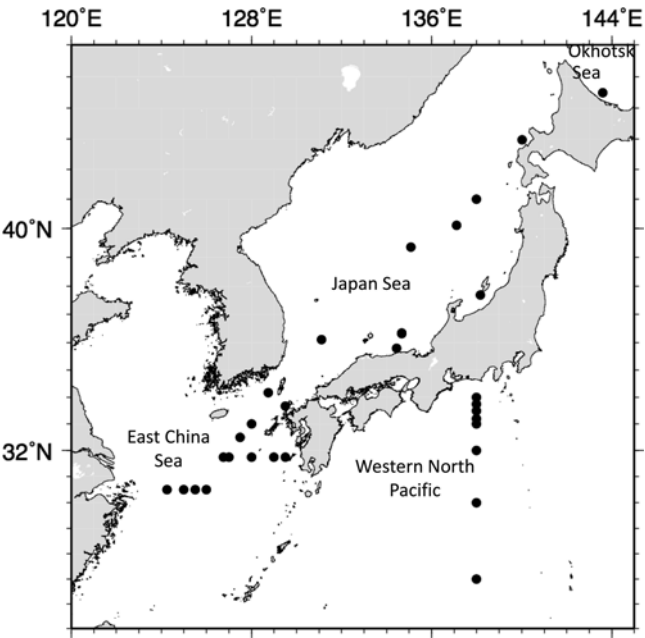 120˚E 128˚E 136˚E 144˚E
Okhotsk
Sea
40˚N
Japan Sea
East China
Sea
32˚N
Western North
Pacific